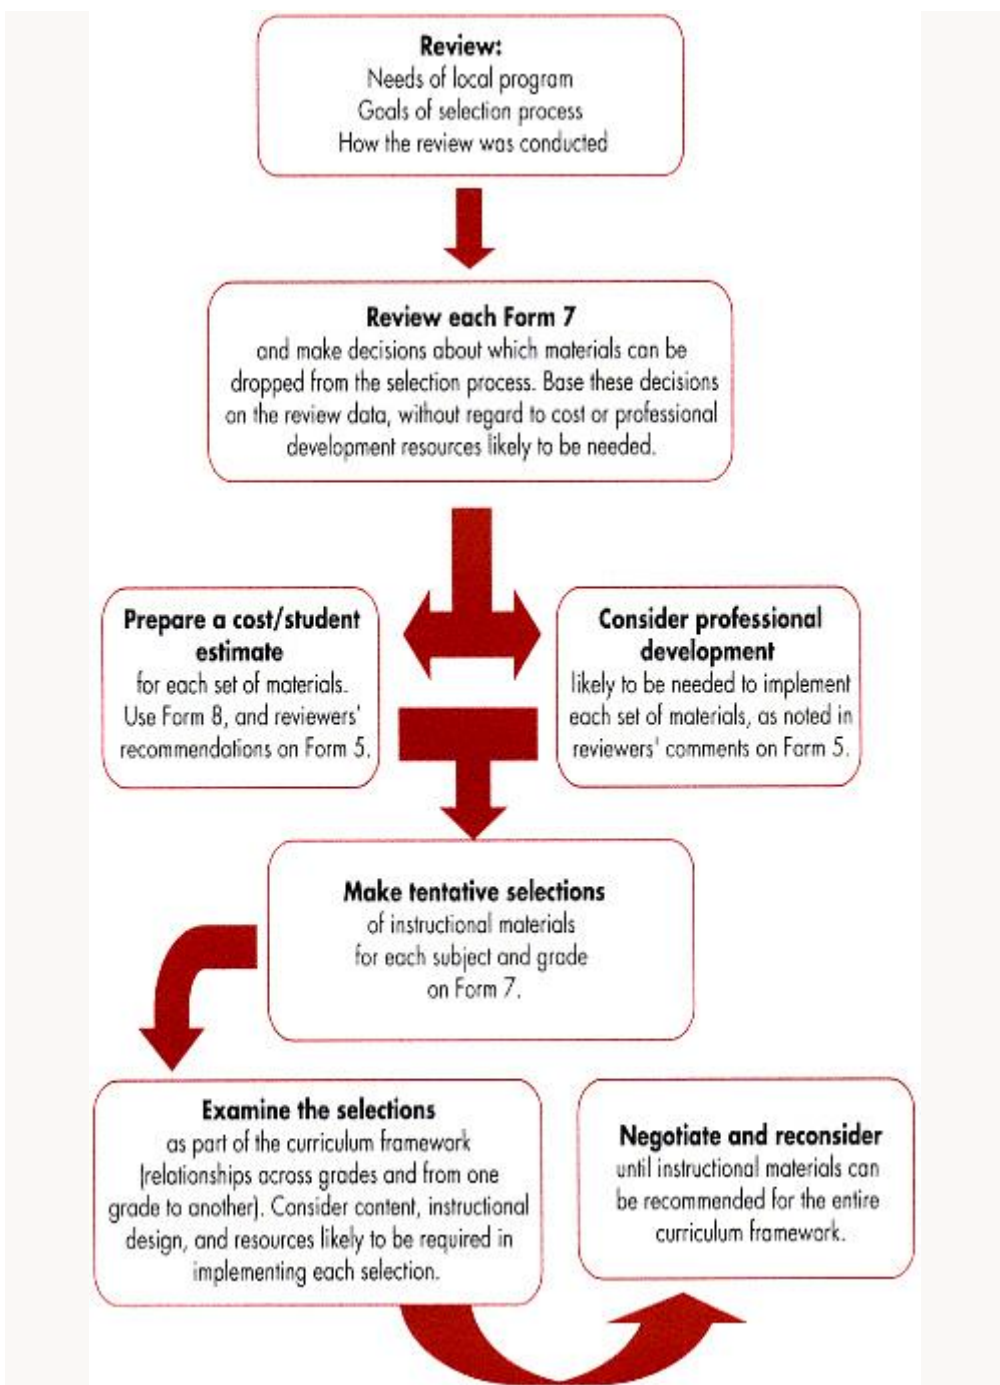 Review:
Needs of local program
Goals of selection process
How the review was conducted
Review each Form 7
and make decisions about which materials can be
dropped from the selection process. Base these decisions
on the review data, without regard to cost or professional
development resources likely to be needed.
Prepare a cost/student
estimate
for each set of materials.
Use Form 8, and reviewers'
recommendations on Form 5.
Consider professional
development
likely to be needed to implement
each set of materials, as noted in
reviewers' comments on Form 5.
Make tentative selections
of instructional materials
for each subject and grade
on Form 7.
Examine the selections
as part of the curriculum framework
(relationships across grades and from one
grade to another). Consider content, instructional
design, and resources likely to be required in
implementing each selection.
Negotiate and reconsider
until instructional materials can
be recommended for the entire
curriculum framework.